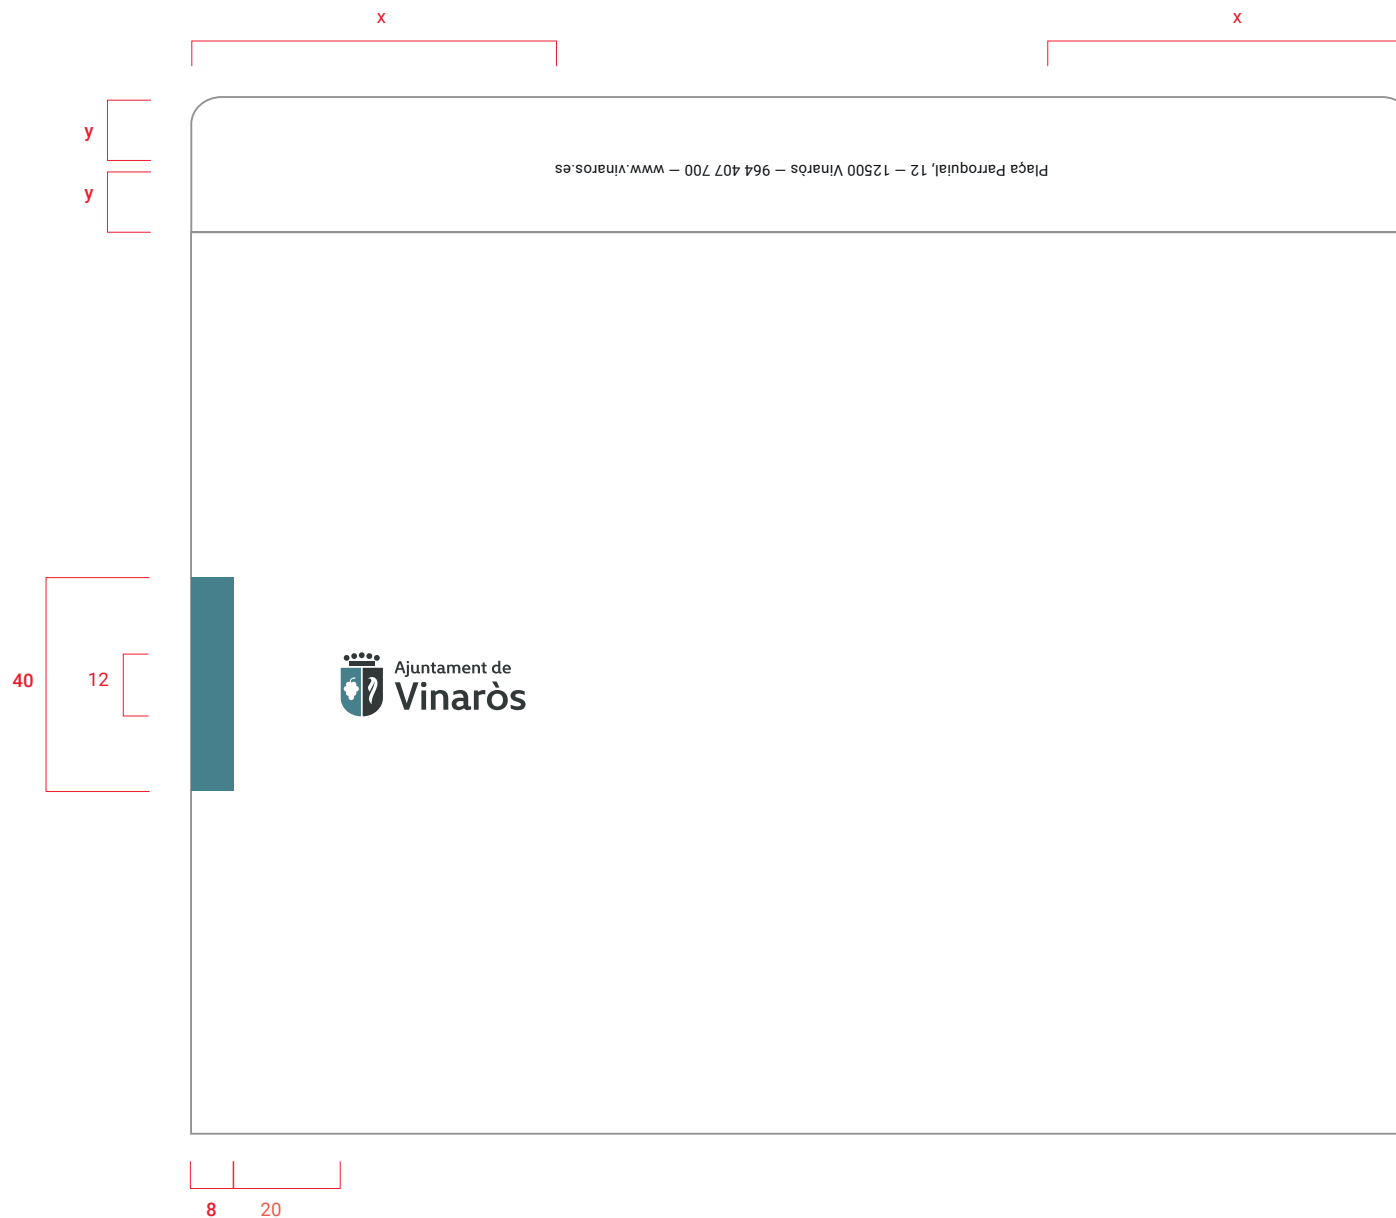 x
x
y
Plaça Parroquial, 12 – 12500 Vinaròs – 964 407 700 – www.vinaros.es
y
40
12
Ajuntament de
Vinaròs
8
20